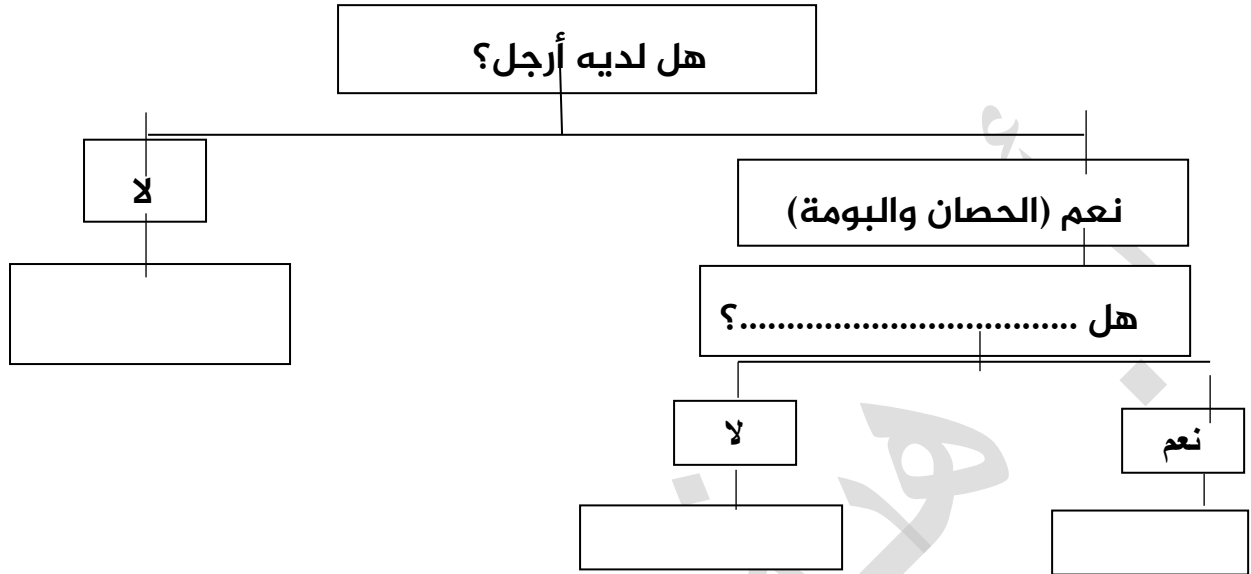 هل لديه أرجل؟
لا
نعم (الحصان والبومة)
هل ....................................؟
لا
نعم